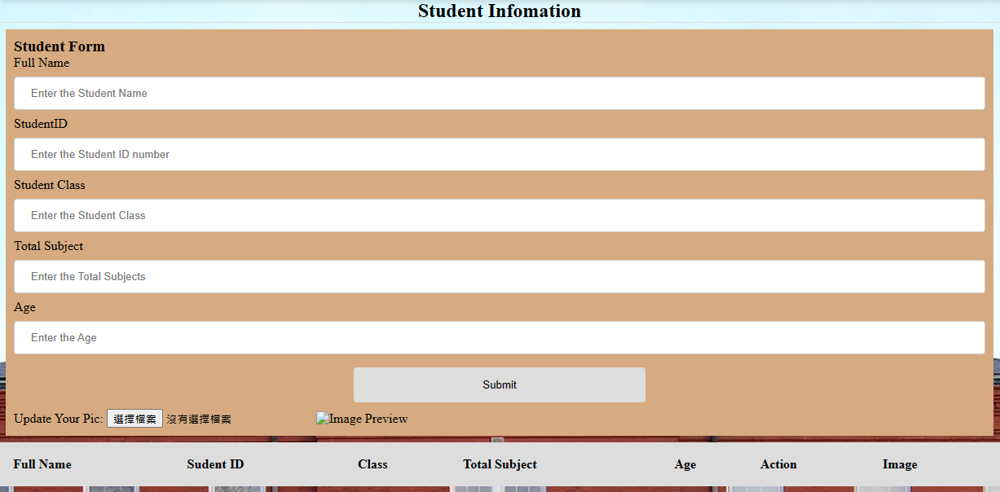 Student Infomation
Student Form
Full Name
Enter the Student Name
StudentID
Enter the Student ID number
Student Class
Enter the Student Class
Total Subject
Enter the Total Subjects
Age
Enter the Age
Submit
Update Your Pic: 選擇檔案 沒有選擇檔案 Image Preview
Full Name Sudent ID Class Total Subject Age Action Image